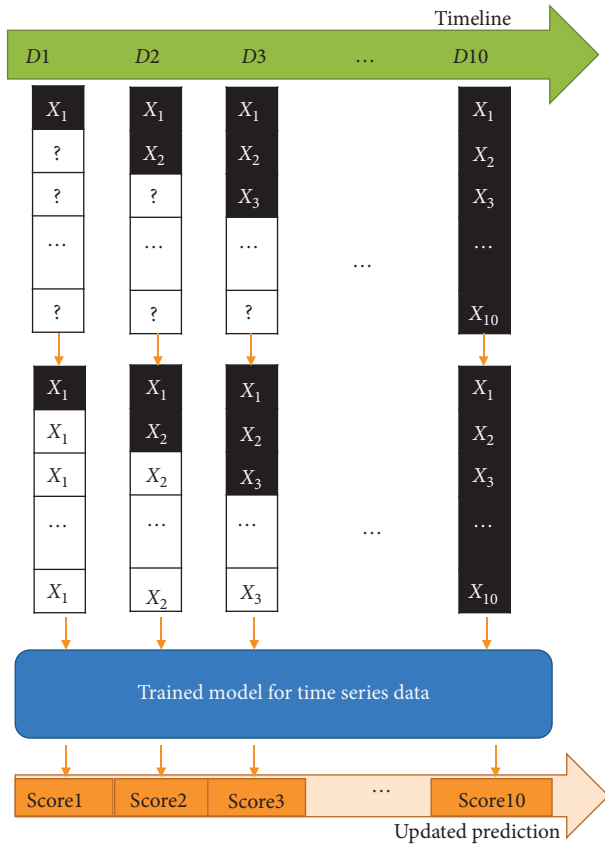 Timeline
D1 D2 D3 ... D10
X1 X1 X1 X1
? X2 X2 X2
? ? X3 X3
... ... ... ...
...
? ? ? X10
X1 X1 X1 X1
X1 X2 X2 X2
X1 X2 X3 X3
... ... ... ...
...
X1 X2 X3 X10
Trained model for time series data
Score1 Score2 Score3 ... Score10
Updated prediction